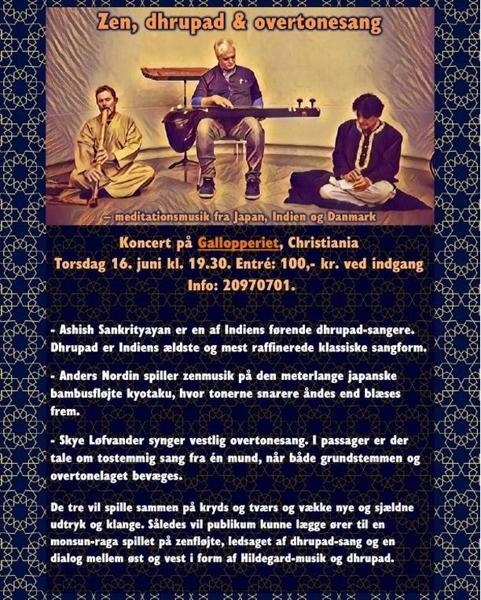 Zen, dhrupad & overtonesang
– meditationsmusik fra Japan, Indien og Danmark
Koncert på Gallopperiet, Christiania
Torsdag 16. juni kl. 19.30. Entré: 100,- kr. ved indgang
Info: 20970701.
- Ashish Sankrityayan er en af Indiens førende dhrupad-sangere.
Dhrupad er Indiens ældste og mest raffinerede klassiske sangform.
- Anders Nordin spiller zenmusik på den meterlange japanske
bambusfløjte kyotaku, hvor tonerne snarere åndes end blæses
frem.
- Skye Løfvander synger vestlig overtonesang. I passager er der
tale om tostemmig sang fra én mund, når både grundstemmen og
overtonelaget bevæges.
De tre vil spille sammen på kryds og tværs og vække nye og sjældne
udtryk og klange. Således vil publikum kunne lægge ører til en
monsun-raga spillet på zenfløjte, ledsaget af dhrupad-sang og en
dialog mellem øst og vest i form af Hildegard-musik og dhrupad.